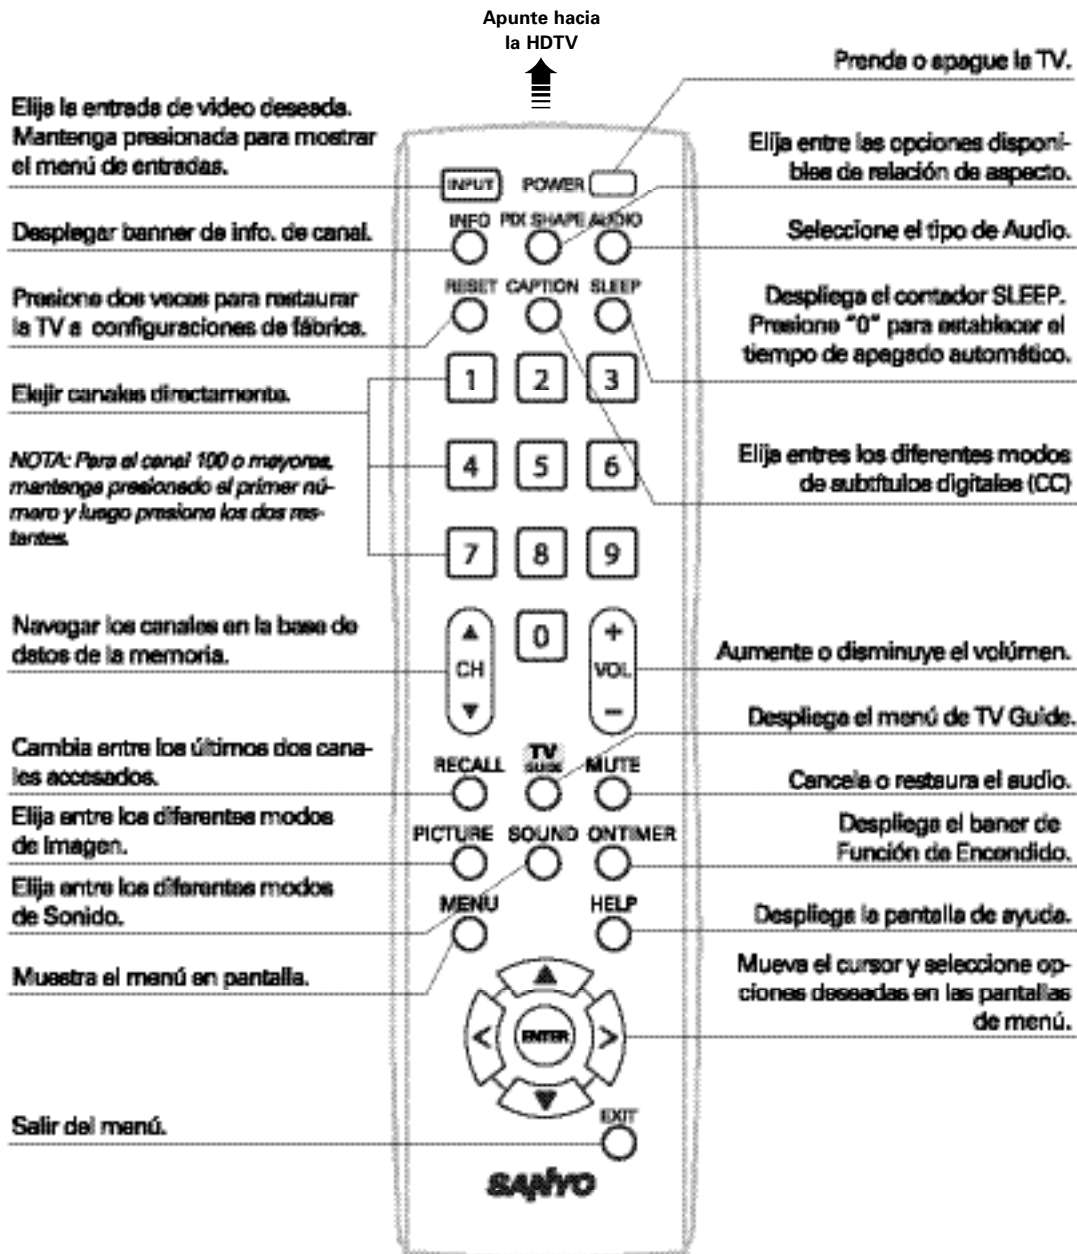 Apunte hacia
la HDTV
Prenda o apague la TV.
Elija la entrada de video deseada.
Mantenga presionada para mostrar
el menú de entradas.
Elija entre las opciones disponi-
bles de relación de aspecto.
INPUT
POWER
INFO
PIX SHAPE
AUDIO
Desplegar banner de info. de canal.
Seleccione el tipo de Audio.
RESET
CAPTION
SLEEP
Presione dos veces para restaurar
la TV a configuraciones de fábrica.
Despliega el contador SLEEP.
Presione "0" para establecer el
tiempo de apagado automático.
1
2
3
Elejir canales directamente.
NOTA: Para el canal 100 o mayores,
mantenga presionado el primer nú-
mero y luego presione los dos res-
tantes.
4
5
6
Elija entres los diferentes modos
de subtítulos digitales (CC)
7
8
9
0
Navegar los canales en la base de
datos de la memoria.
CH
+
VOL
–
Aumente o disminuye el volúmen.
Despliega el menú de TV Guide.
Cambia entre los últimos dos cana-
les accesados.
RECALL
TV
GUIDE
MUTE
Cancela o restaura el audio.
Elija entre los diferentes modos
de Imagen.
PICTURE
SOUND
ONTIMER
Despliega el baner de
Función de Encendido.
Elija entre los diferentes modos
de Sonido.
MENU
HELP
Despliega la pantalla de ayuda.
Muestra el menú en pantalla.
Mueva el cursor y seleccione op-
ciones deseadas en las pantallas
de menú.
<
ENTER
>
Salir del menú.
EXIT
SANYO